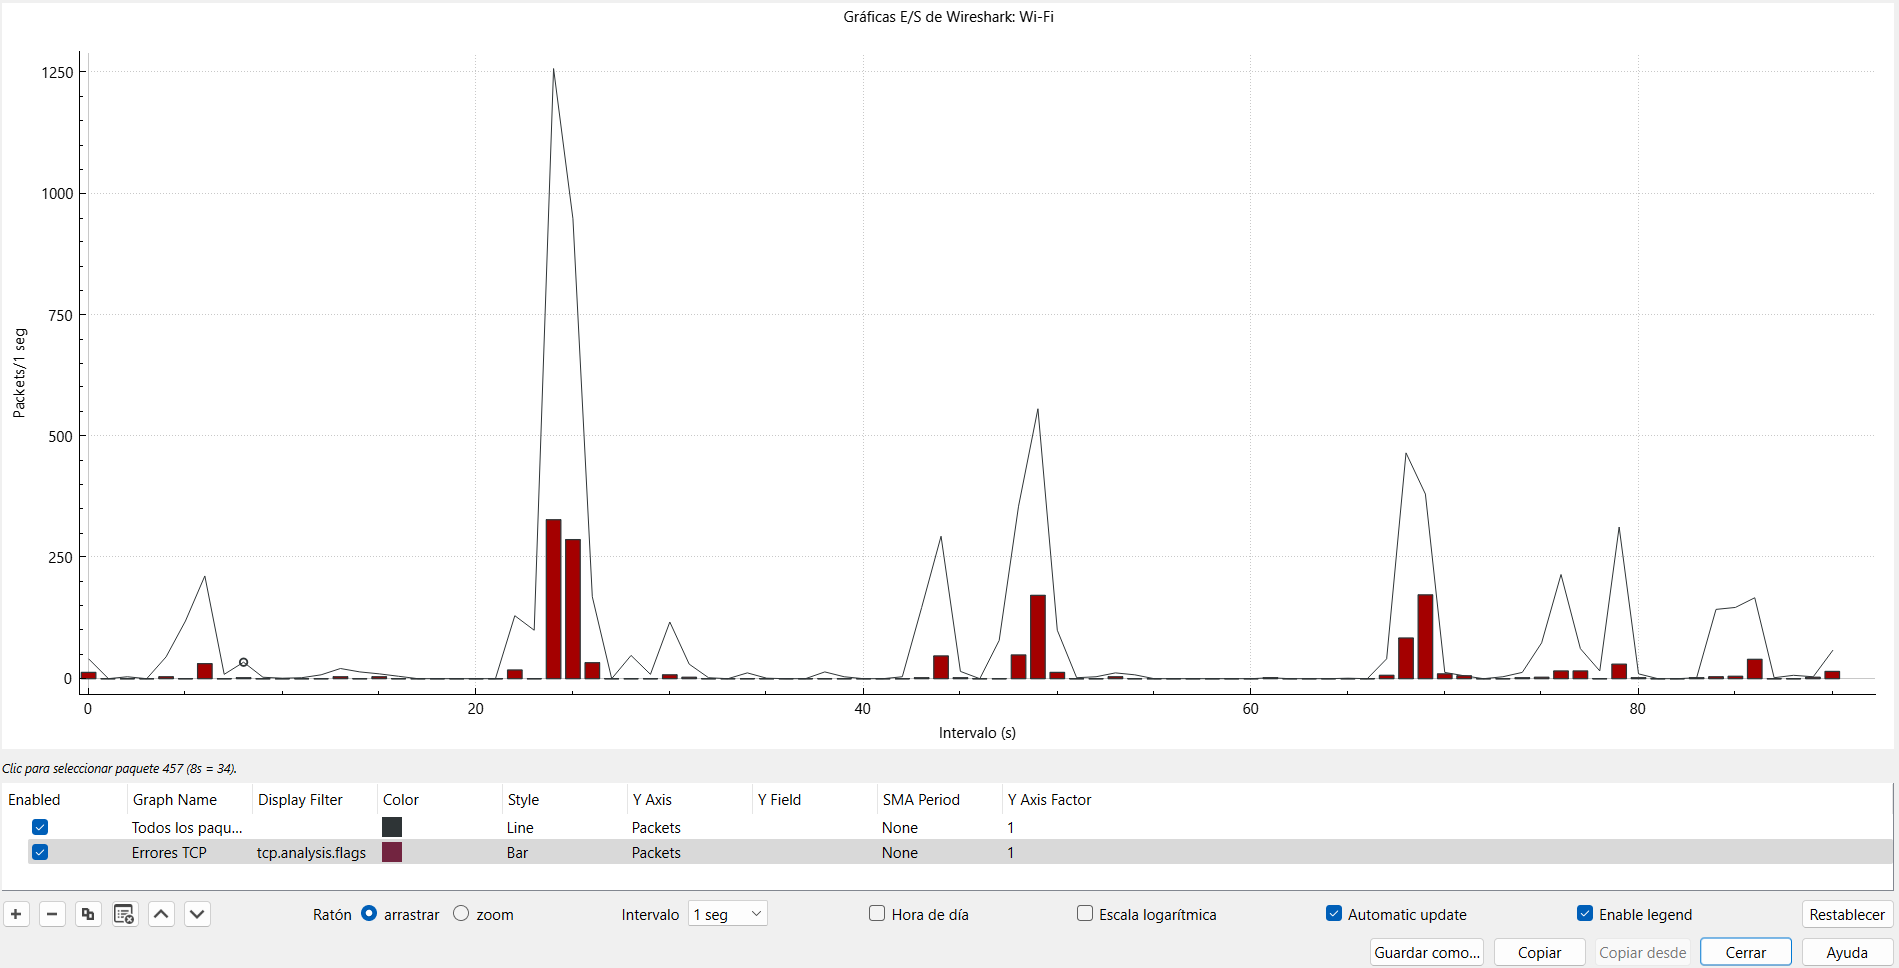 Gráficas E/S de Wireshark: Wi-Fi
Packets/1 seg
1250
1000
750
500
250
0
0 20 40 60 80
Intervalo (s)
Clic para seleccionar paquete 457 (8s = 34).
Enabled Graph Name Display Filter Color Style Y Axis Y Field SMA Period Y Axis Factor
Todos los paqu... Line Packets None 1
Errores TCP tcp.analysis.flags Bar Packets None 1
Ratón arrastrar zoom Intervalo 1 seg Hora de día Escala logarítmica Automatic update Enable legend Restablecer
Guardar como... Copiar Copiar desde Cerrar Ayuda